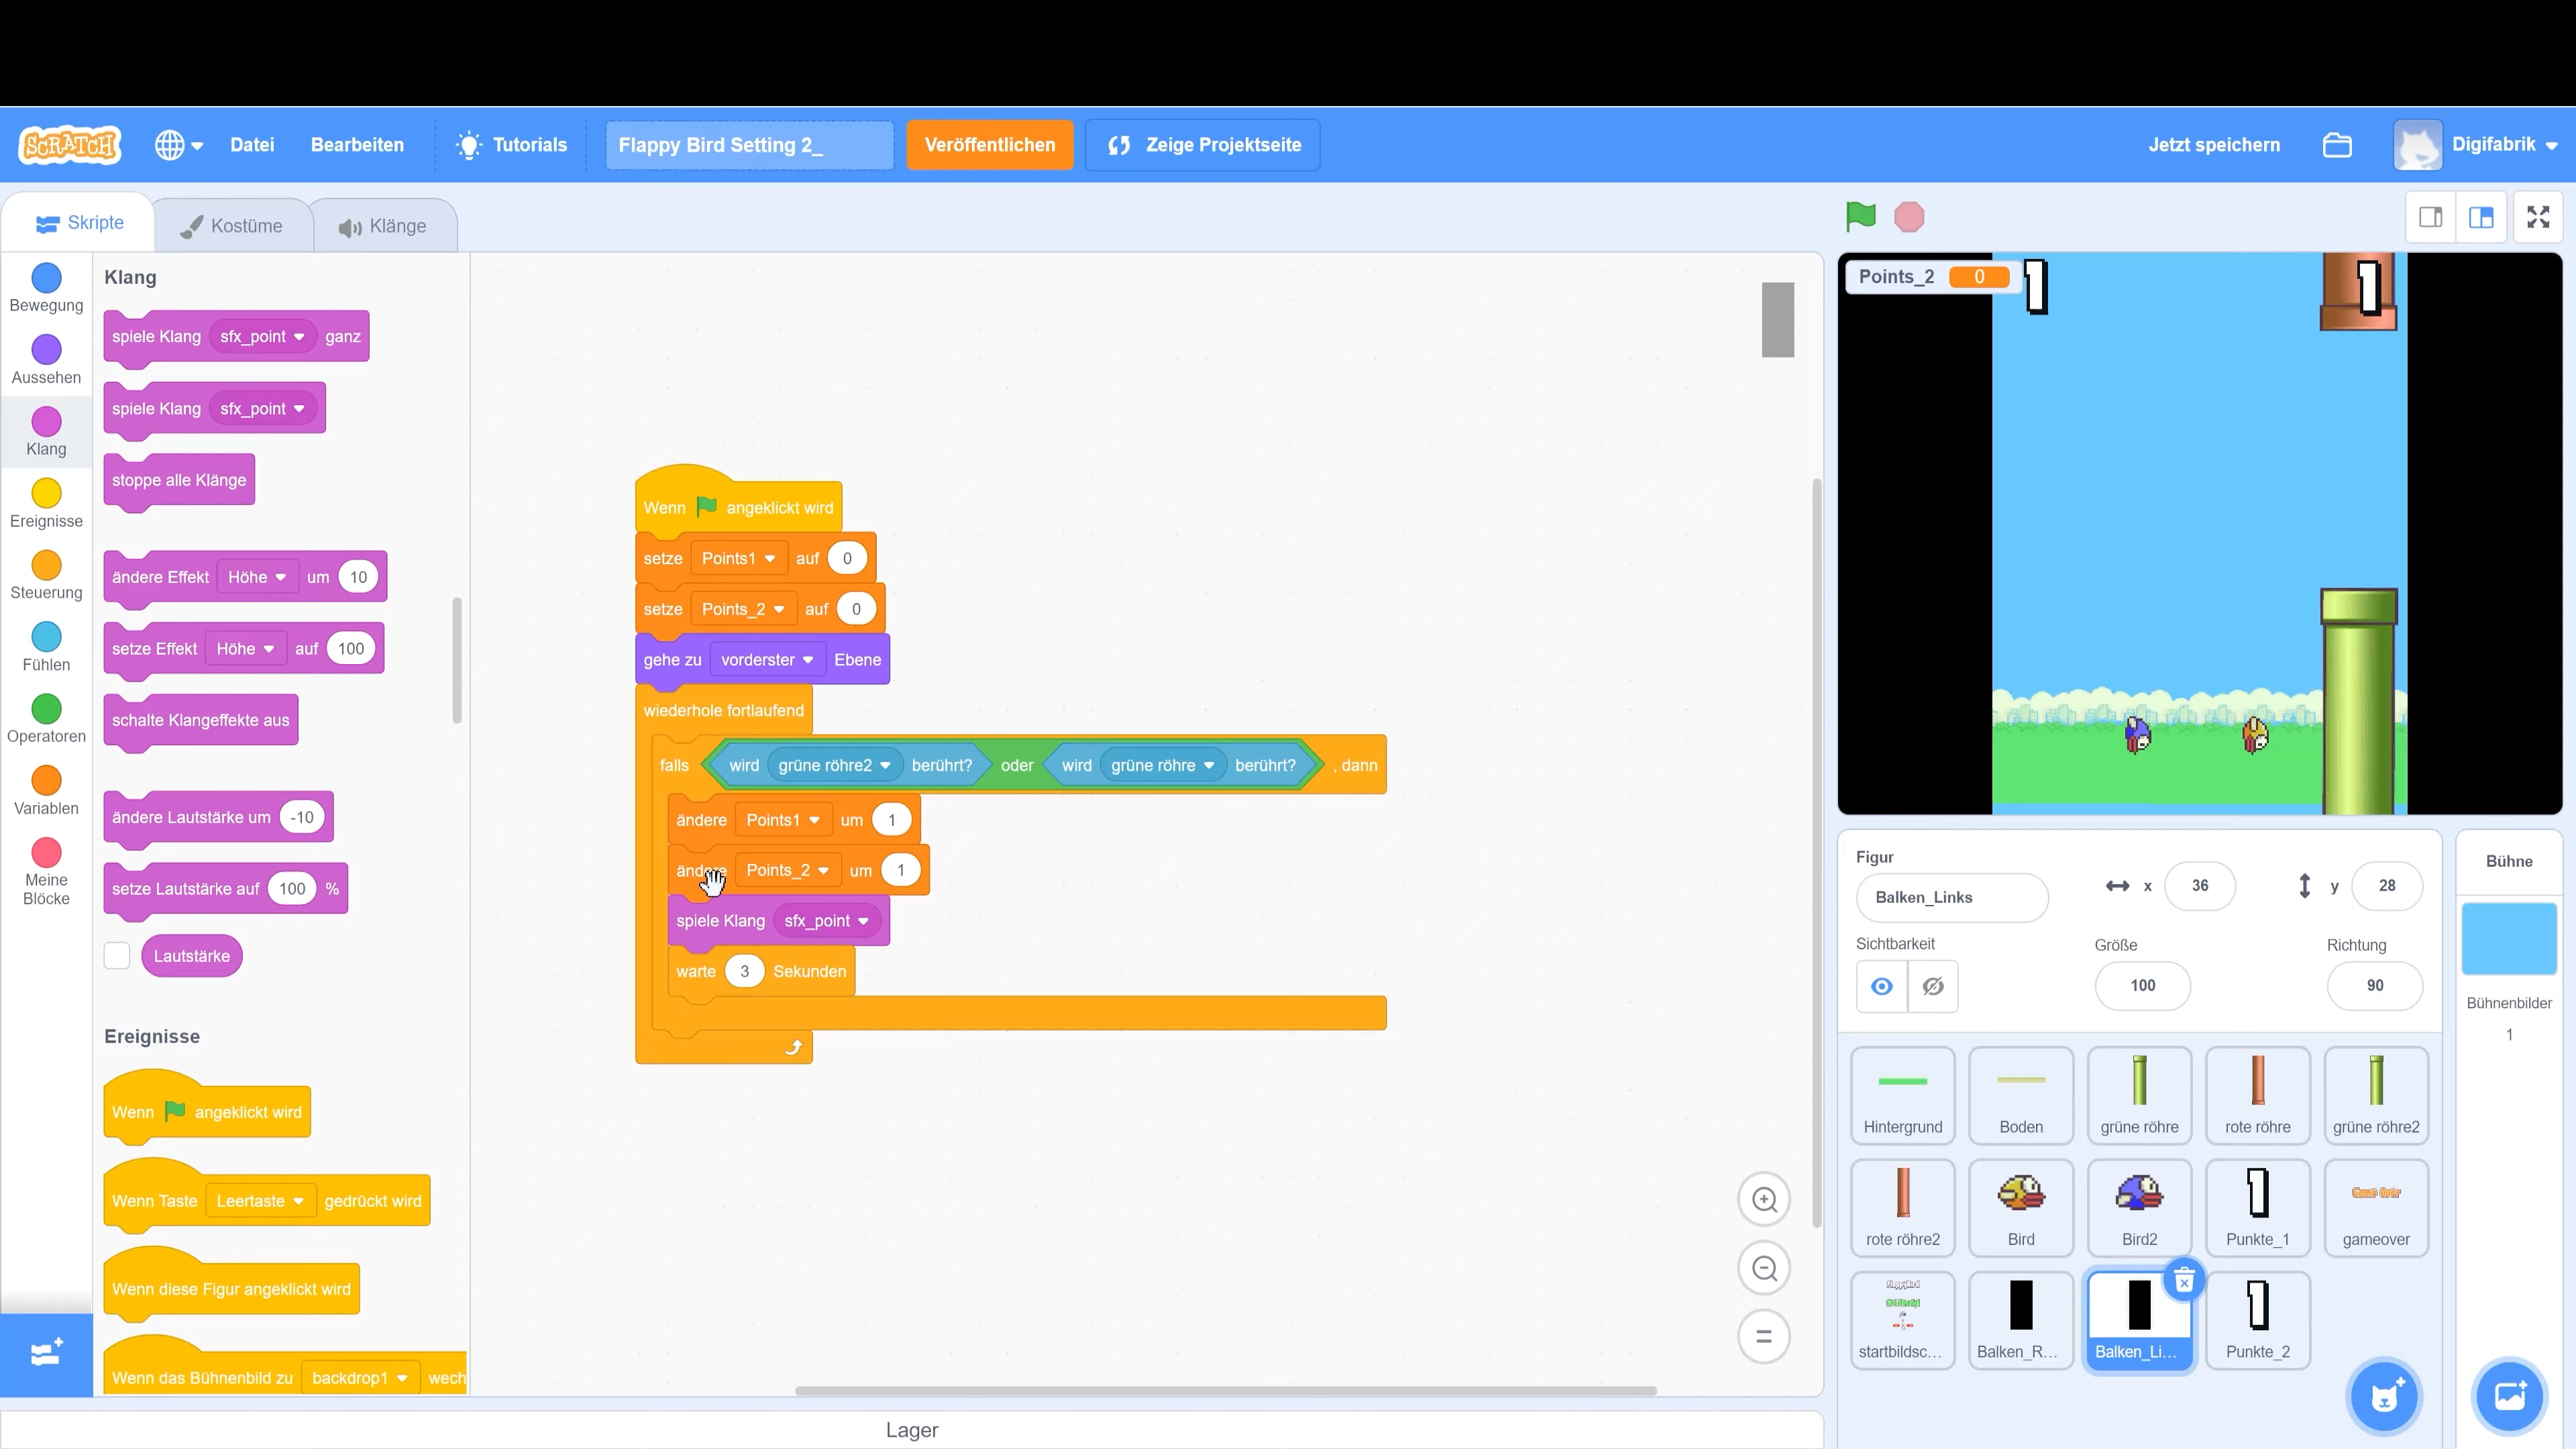 SCRATCH
Datei
Bearbeiten
Tutorials
Flappy Bird Setting 2_
Veröffentlichen
Zeige Projektseite
Jetzt speichern
Digifabrik
Skripte
Kostüme
Klänge
Bewegung
Aussehen
Klang
Ereignisse
Steuerung
Fühlen
Operatoren
Variablen
Meine
Blöcke
Klang
spiele Klang sfx_point ganz
spiele Klang sfx_point
stoppe alle Klänge
ändere Effekt Höhe um 10
setze Effekt Höhe auf 100
schalte Klangeffekte aus
ändere Lautstärke um -10
setze Lautstärke auf 100 %
Lautstärke
Ereignisse
Wenn angeklickt wird
Wenn Taste Leertaste gedrückt wird
Wenn diese Figur angeklickt wird
Wenn das Bühnenbild zu backdrop1 wech
Wenn angeklickt wird
setze Points1 auf 0
setze Points_2 auf 0
gehe zu vorderster Ebene
wiederhole fortlaufend
falls wird grüne röhre2 berührt? oder wird grüne röhre berührt? , dann
ändere Points1 um 1
ändere Points_2 um 1
spiele Klang sfx_point
warte 3 Sekunden
Lager
Points_2 0
1
1
Figur
Balken_Links
x 36
y 28
Sichtbarkeit
Größe
100
Richtung
90
Bühne
Bühnenbilder
1
Hintergrund
Boden
grüne röhre
rote röhre
grüne röhre2
rote röhre2
Bird
Bird2
1
Punkte_1
Game Over
gameover
startbildsc...
Balken_R...
Balken_Li...
1
Punkte_2